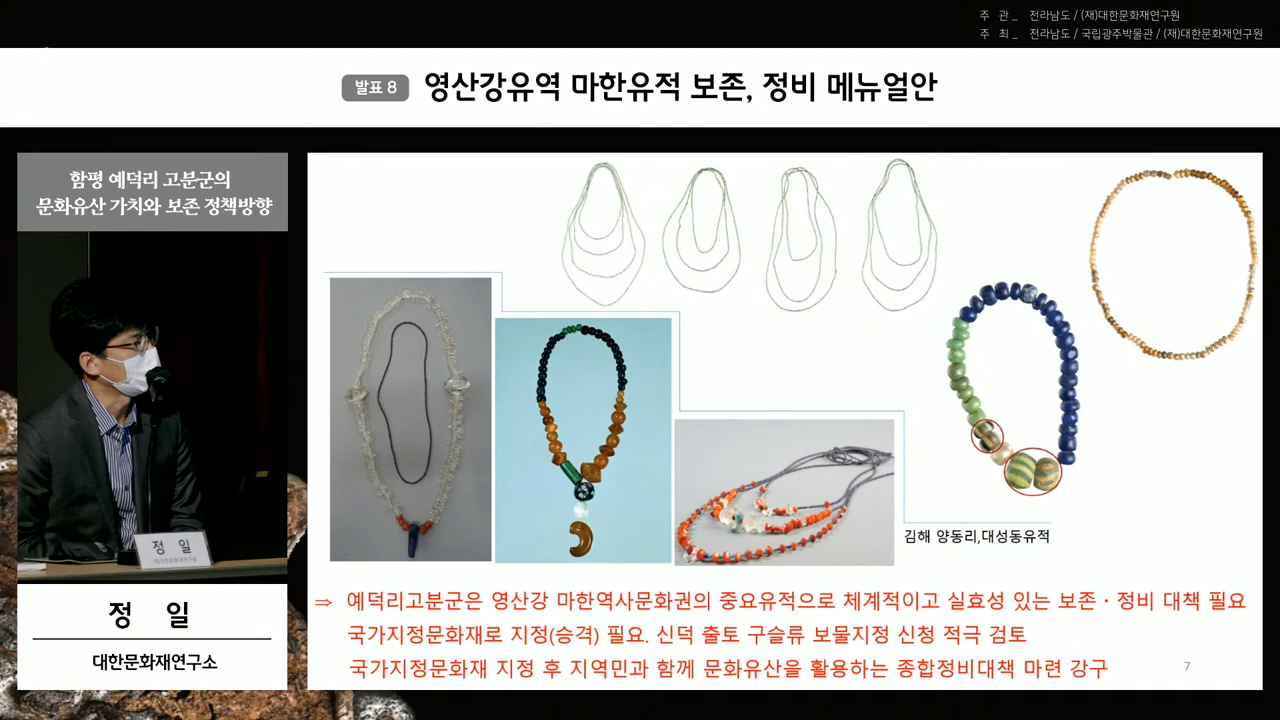 주 관 _ 전라남도 / (재)대한문화재연구원
주 최 _ 전라남도 / 국립광주박물관 / (재)대한문화재연구원
발표 8 영산강유역 마한유적 보존, 정비 메뉴얼안
함평 예덕리 고분군의
문화유산 가치와 보존 정책방향
정 일
정 일
대한문화재연구소
김해 양동리,대성동유적
⇒ 예덕리고분군은 영산강 마한역사문화권의 중요유적으로 체계적이고 실효성 있는 보존·정비 대책 필요
국가지정문화재로 지정(승격) 필요. 신덕 출토 구슬류 보물지정 신청 적극 검토
국가지정문화재 지정 후 지역민과 함께 문화유산을 활용하는 종합정비대책 마련 강구
7